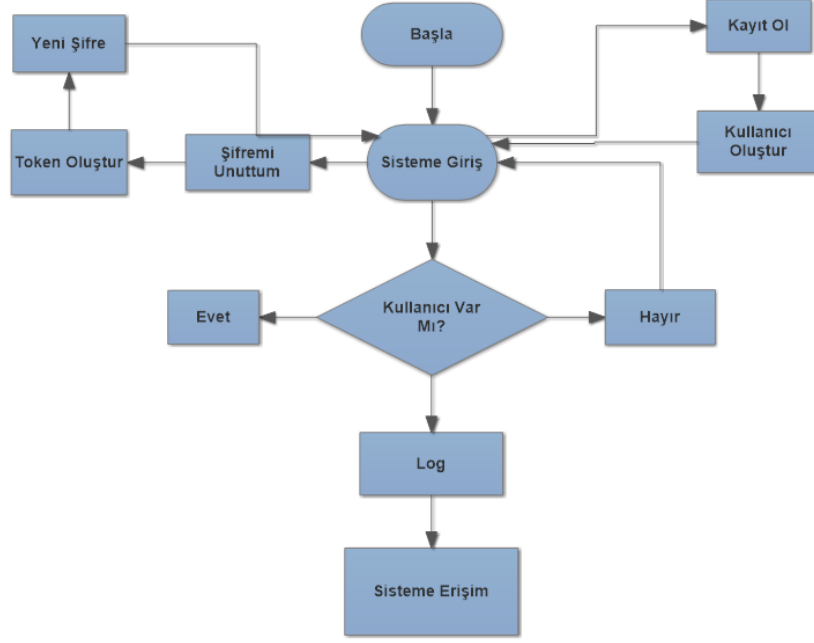 Yeni Şifre
Başla
Kayıt Ol
Token Oluştur
Şifremi
Unuttum
Sisteme Giriş
Kullanıcı
Oluştur
Evet
Kullanıcı Var
Mı?
Hayır
Log
Sisteme Erişim